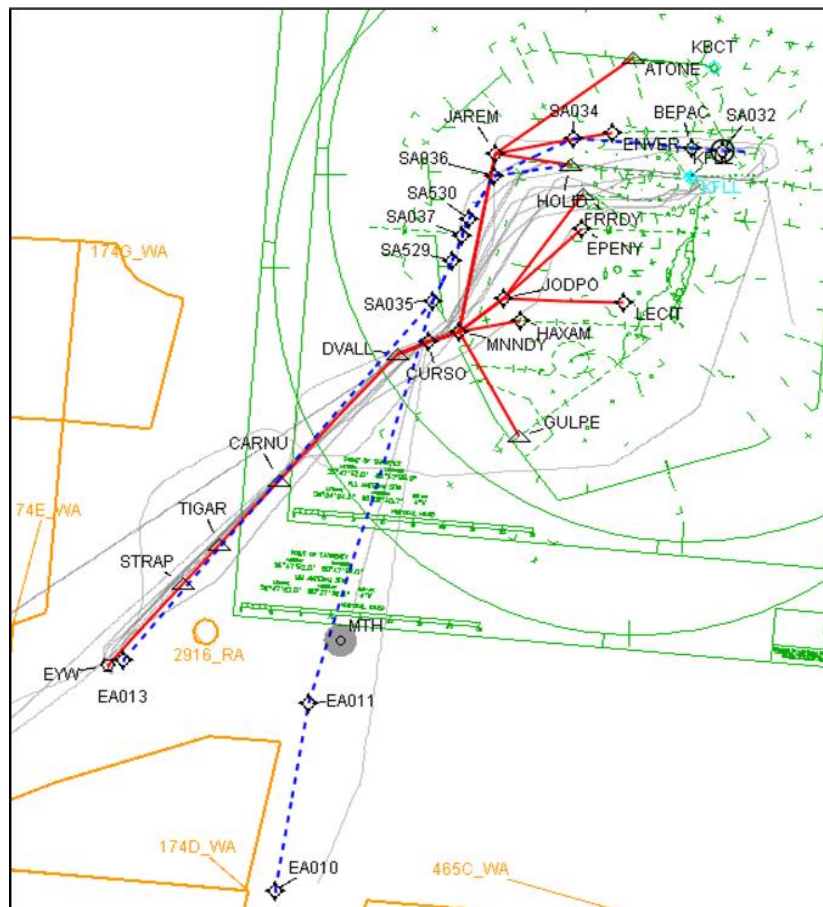 KBCT
ATONE
SA034
BEPAC
SA032
JAREM
ENVER
SA036
KFLL
HOLID
SA530
SA037
FRRDY
EPENY
174G_WA
SA529
JODPO
SA035
LECIT
HAXAM
MNNDY
DVALL
CURSO
GULPE
CARNU
74E_WA
TIGAR
STRAP
MTH
2916_RA
EYW
EA013
EA011
174D_WA
EA010
465C_WA